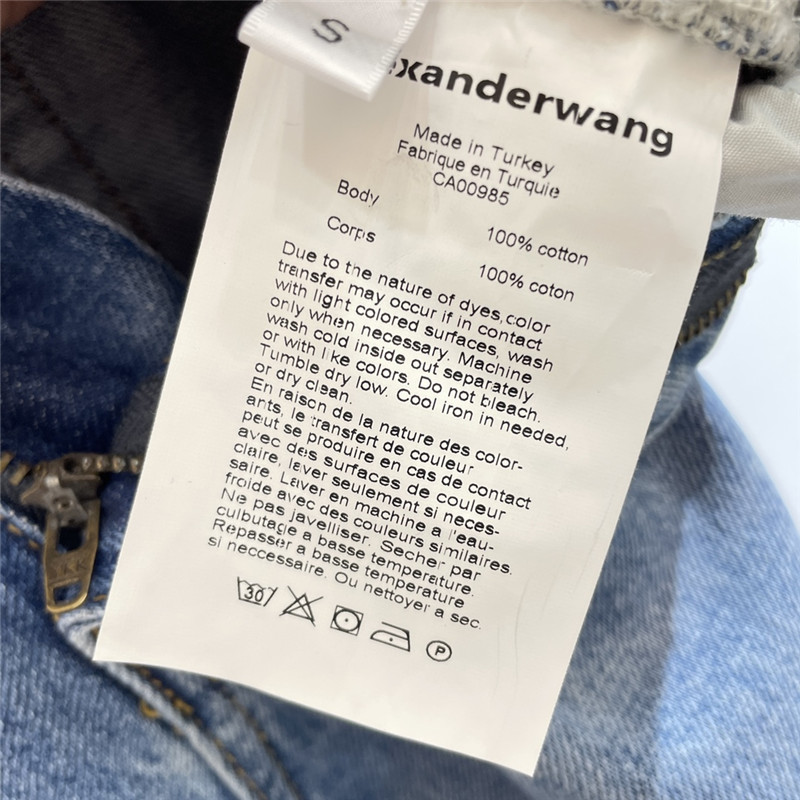 S
xanderwang
Made in Turkey
Fabrique en Turquie
CA00985
Body 100% cotton
Corps 100% coton
Due to the nature of dyes,color
transfer may occur if in contact
with light colored surfaces, wash
only when necessary. Machine
wash cold inside out separately
or with like colors. Do not bleach.
Tumble dry low. Cool iron in needed,
or dry clean.
En raison de la nature des color-
ants, le transfert de couleur
peut se produire en cas de contact
avec des surfaces de couleur
claire, laver seulement si neces-
saire. Laver en machine a l'eau-
froide avec des couleurs similaires.
Ne pas javelliser. Secher par
culbutage a basse temperature.
Repasser a basse temperature
si neccessaire. Ou nettoyer a sec.
30 P
YKK